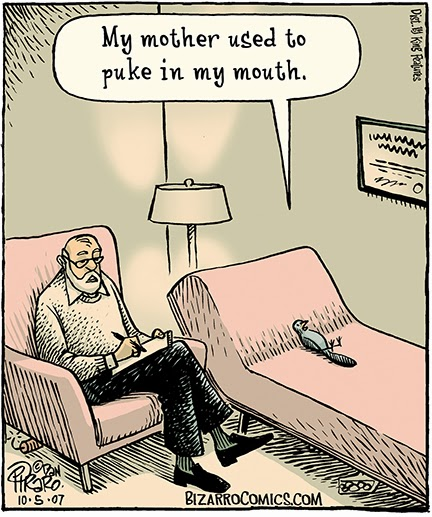 My mother used to
puke in my mouth.
Dist. by King Features
© DAN
PIRARO.
10·5·07
BIZARROCOMICS.COM